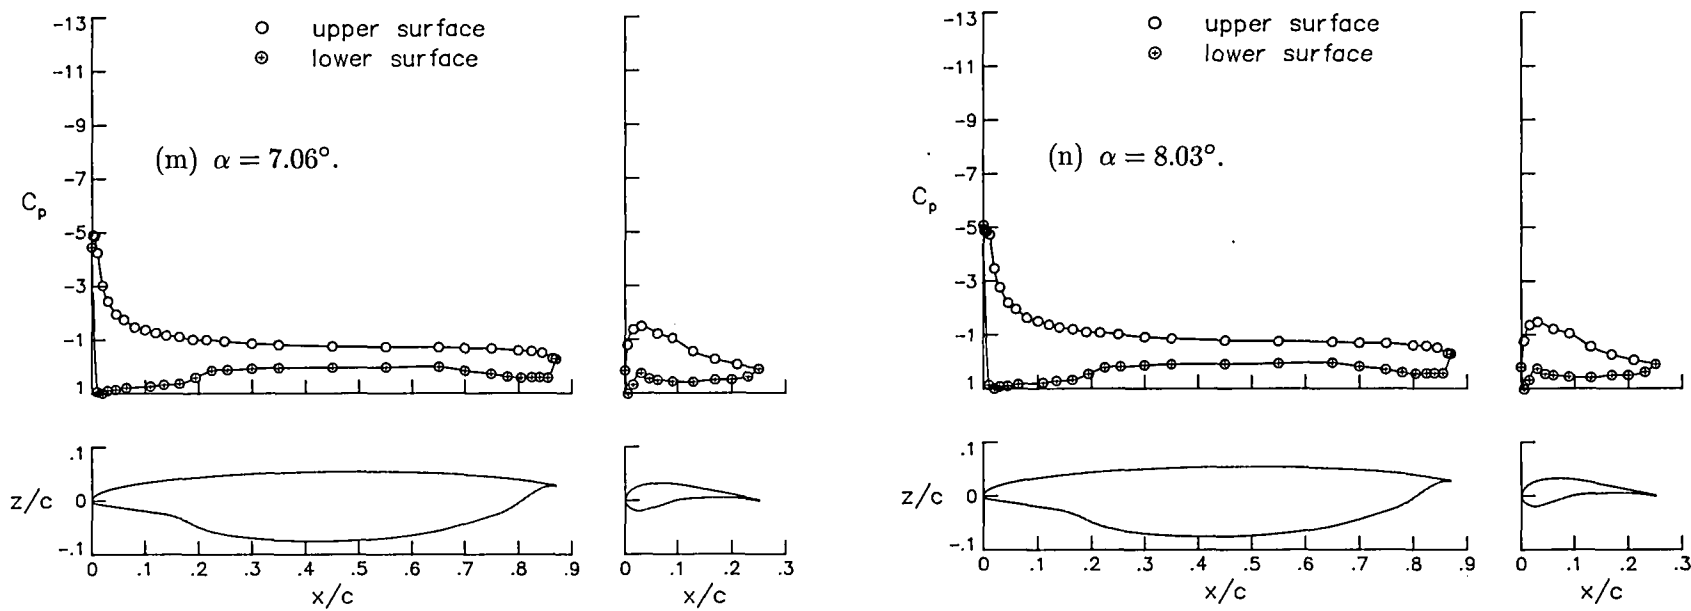 upper surface
lower surface
-13
-11
-9
-7
-5
-3
-1
1
C_p
(m) α = 7.06°.
.1
0
-.1
z/c
0 .1 .2 .3 .4 .5 .6 .7 .8 .9
x/c
0 .1 .2 .3
x/c
upper surface
lower surface
-13
-11
-9
-7
-5
-3
-1
1
C_p
(n) α = 8.03°.
.1
0
-.1
z/c
0 .1 .2 .3 .4 .5 .6 .7 .8 .9
x/c
0 .1 .2 .3
x/c